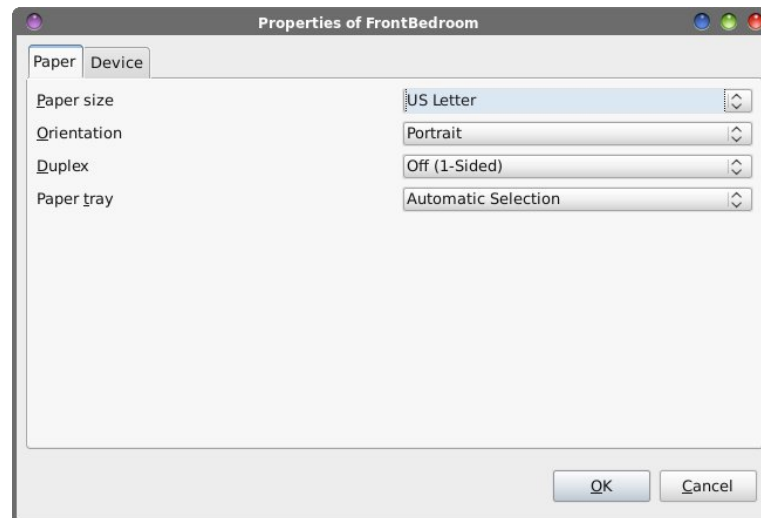 Properties of FrontBedroom
Paper Device
Paper size US Letter
Orientation Portrait
Duplex Off (1-Sided)
Paper tray Automatic Selection
OK Cancel